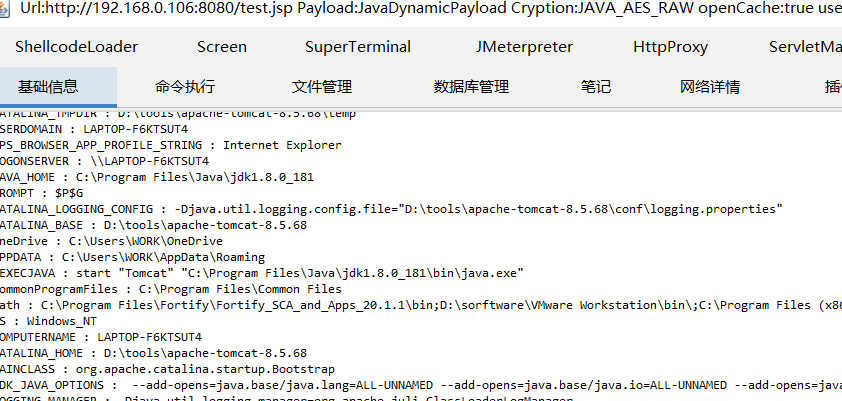 Url:http://192.168.0.106:8080/test.jsp Payload:JavaDynamicPayload Cryption:JAVA_AES_RAW openCache:true use
ShellcodeLoader Screen SuperTerminal JMeterpreter HttpProxy ServletMa
基础信息 命令执行 文件管理 数据库管理 笔记 网络详情 插
ATALINA_TMPDIR : D:\tools\apache-tomcat-8.5.68\temp
SERDOMAIN : LAPTOP-F6KTSUT4
PS_BROWSER_APP_PROFILE_STRING : Internet Explorer
OGONSERVER : \\LAPTOP-F6KTSUT4
AVA_HOME : C:\Program Files\Java\jdk1.8.0_181
ROMPT : $P$G
ATALINA_LOGGING_CONFIG : -Djava.util.logging.config.file="D:\tools\apache-tomcat-8.5.68\conf\logging.properties"
ATALINA_BASE : D:\tools\apache-tomcat-8.5.68
neDrive : C:\Users\WORK\OneDrive
PPDATA : C:\Users\WORK\AppData\Roaming
EXECJAVA : start "Tomcat" "C:\Program Files\Java\jdk1.8.0_181\bin\java.exe"
ommonProgramFiles : C:\Program Files\Common Files
ath : C:\Program Files\Fortify\Fortify_SCA_and_Apps_20.1.1\bin;D:\sorftware\VMware Workstation\bin\;C:\Program Files (x86
S : Windows_NT
OMPUTERNAME : LAPTOP-F6KTSUT4
ATALINA_HOME : D:\tools\apache-tomcat-8.5.68
AINCLASS : org.apache.catalina.startup.Bootstrap
DK_JAVA_OPTIONS :  --add-opens=java.base/java.lang=ALL-UNNAMED --add-opens=java.base/java.io=ALL-UNNAMED --add-opens=java
OGGING_MANAGER : -Djava.util.logging.manager=org.apache.juli.ClassLoaderLogManager